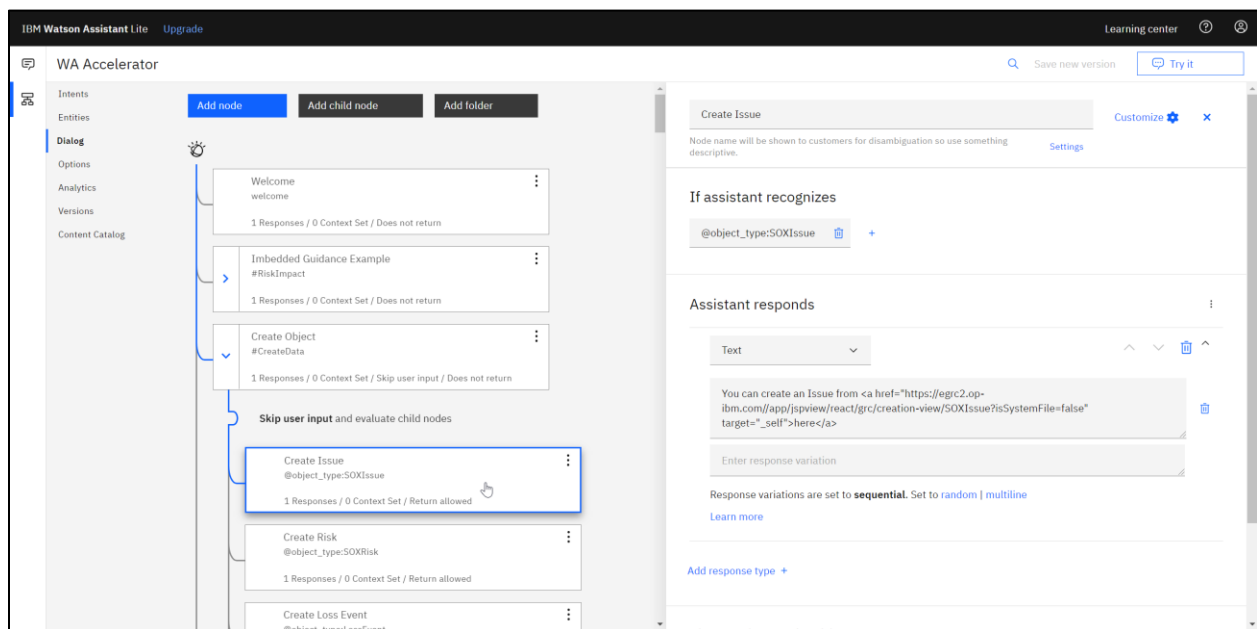 IBM Watson Assistant Lite Upgrade
Learning center
WA Accelerator
Save new version
Try it
Intents
Entities
Dialog
Options
Analytics
Versions
Content Catalog
Add node
Add child node
Add folder
Welcome
welcome
1 Responses / 0 Context Set / Does not return
Imbedded Guidance Example
#RiskImpact
1 Responses / 0 Context Set / Does not return
Create Object
#CreateData
1 Responses / 0 Context Set / Skip user input / Does not return
Skip user input and evaluate child nodes
Create Issue
@object_type:SOXIssue
1 Responses / 0 Context Set / Return allowed
Create Risk
@object_type:SOXRisk
1 Responses / 0 Context Set / Return allowed
Create Loss Event
@object_type:LossEvent
Create Issue
Customize
Node name will be shown to customers for disambiguation so use something
descriptive.
Settings
If assistant recognizes
@object_type:SOXIssue
Assistant responds
Text
You can create an Issue from <a href="https://egrc2.op-
ibm.com//app/jspview/react/grc/creation-view/SOXIssue?isSystemFile=false"
target="_self">here</a>
Enter response variation
Response variations are set to sequential. Set to random | multiline
Learn more
Add response type +